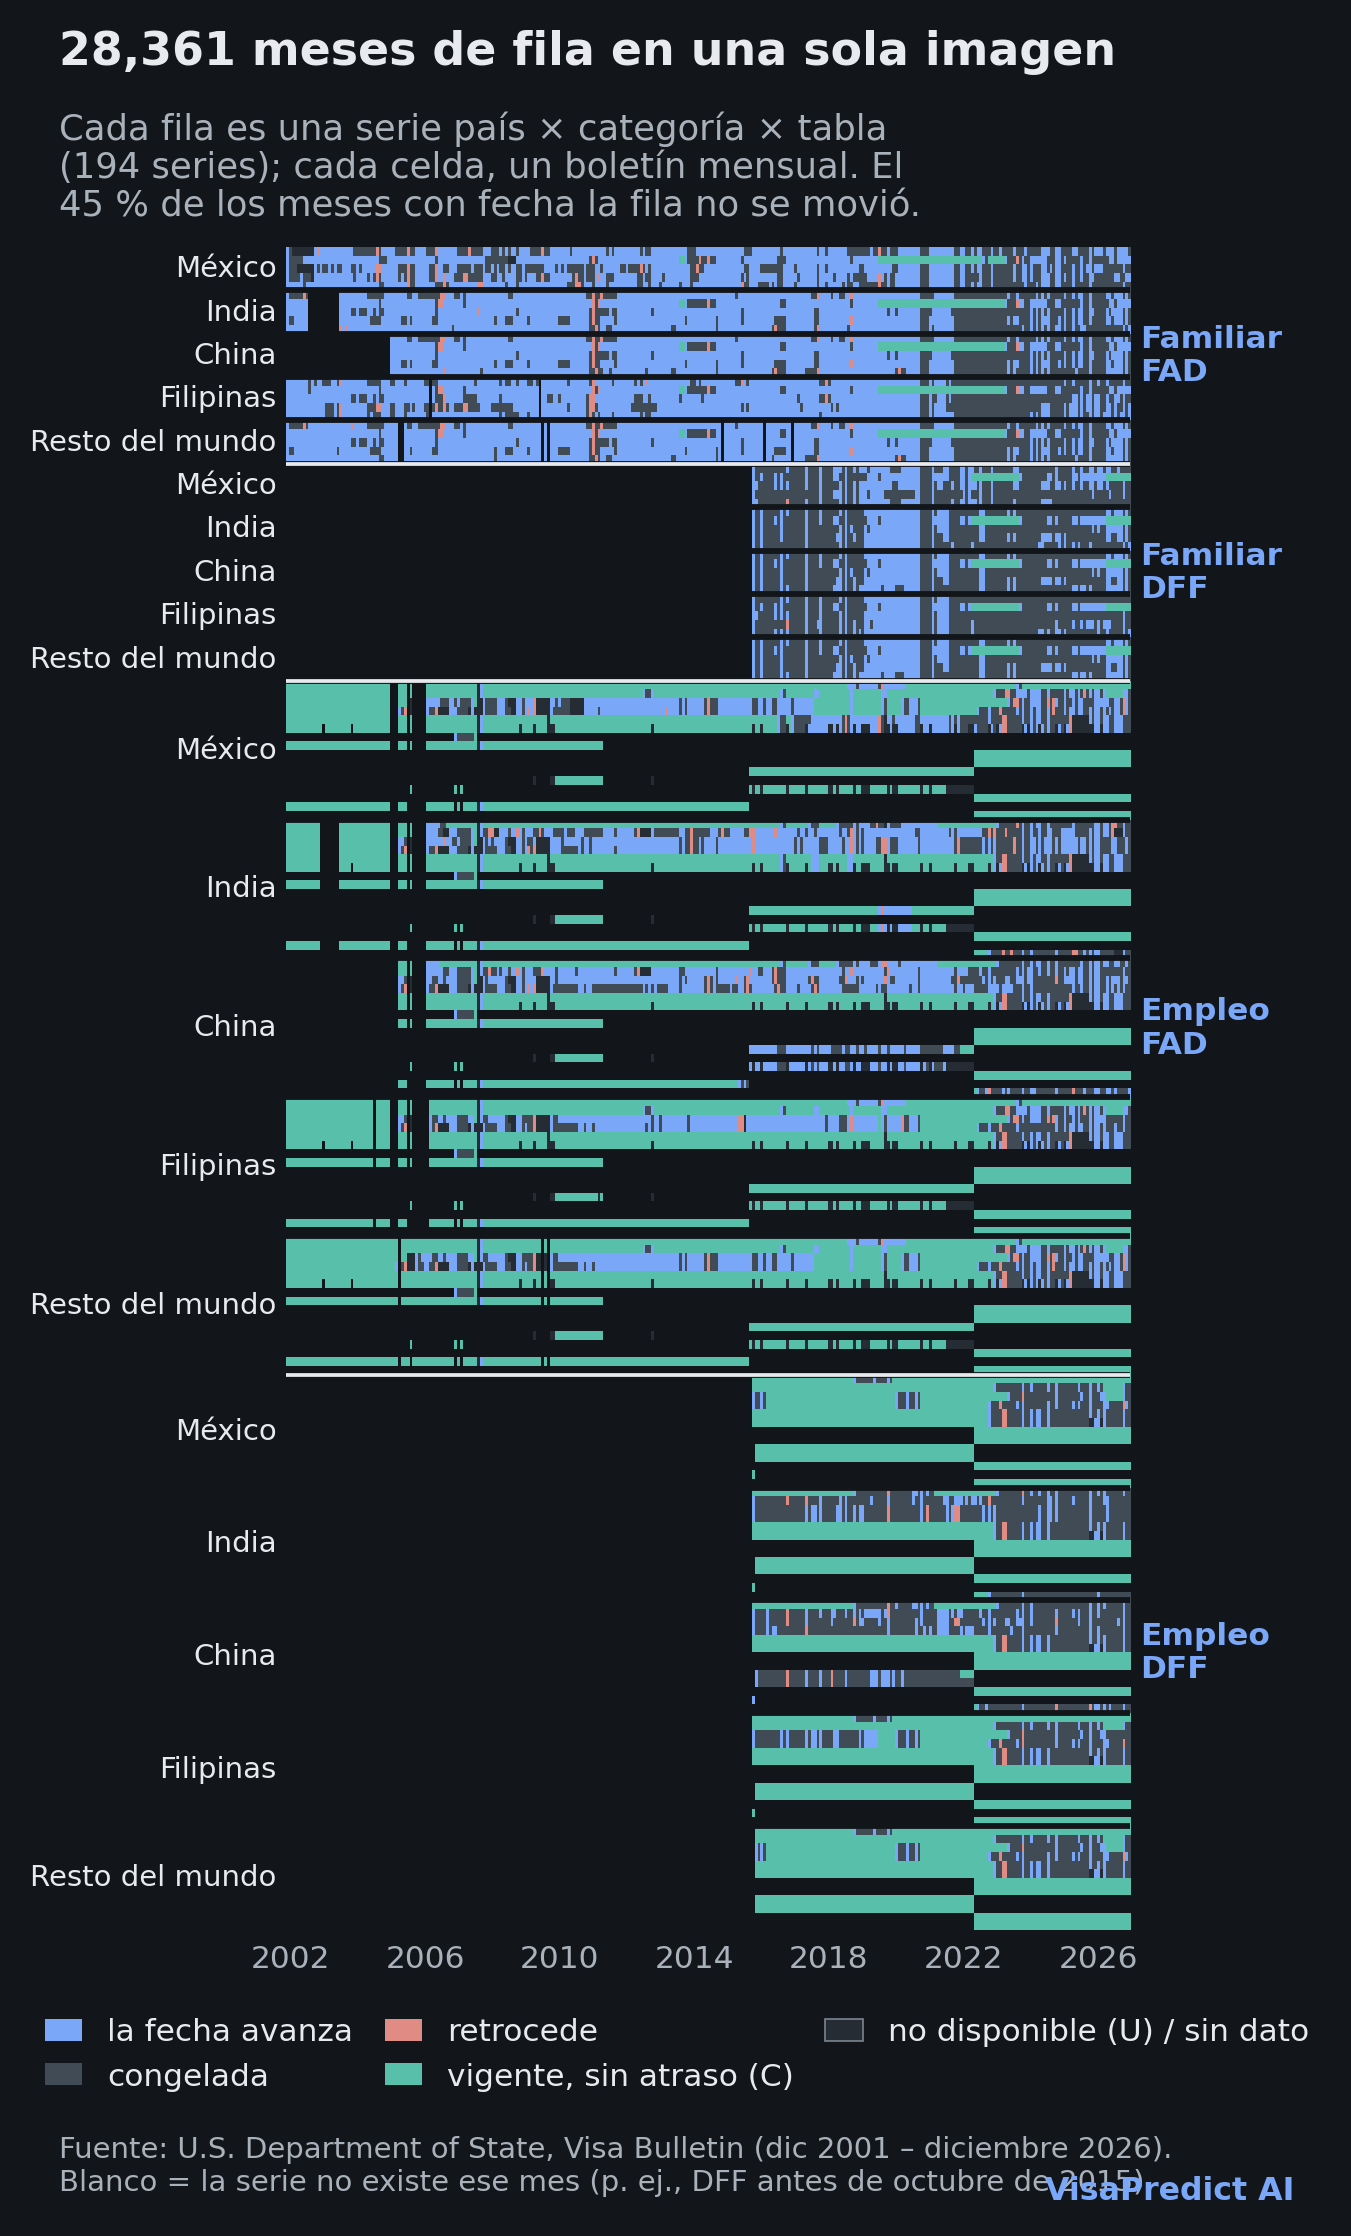 28,361 meses de fila en una sola imagen
Cada fila es una serie país × categoría × tabla
(194 series); cada celda, un boletín mensual. El
45 % de los meses con fecha la fila no se movió.
México
India
China
Filipinas
Resto del mundo
Familiar
FAD
México
India
China
Filipinas
Resto del mundo
Familiar
DFF
México
India
China
Filipinas
Resto del mundo
Empleo
FAD
México
India
China
Filipinas
Resto del mundo
Empleo
DFF
2002 2006 2010 2014 2018 2022 2026
la fecha avanza retrocede no disponible (U) / sin dato
congelada vigente, sin atraso (C)
Fuente: U.S. Department of State, Visa Bulletin (dic 2001 – diciembre 2026).
Blanco = la serie no existe ese mes (p. ej., DFF antes de octubre de 2015)
VisaPredict AI